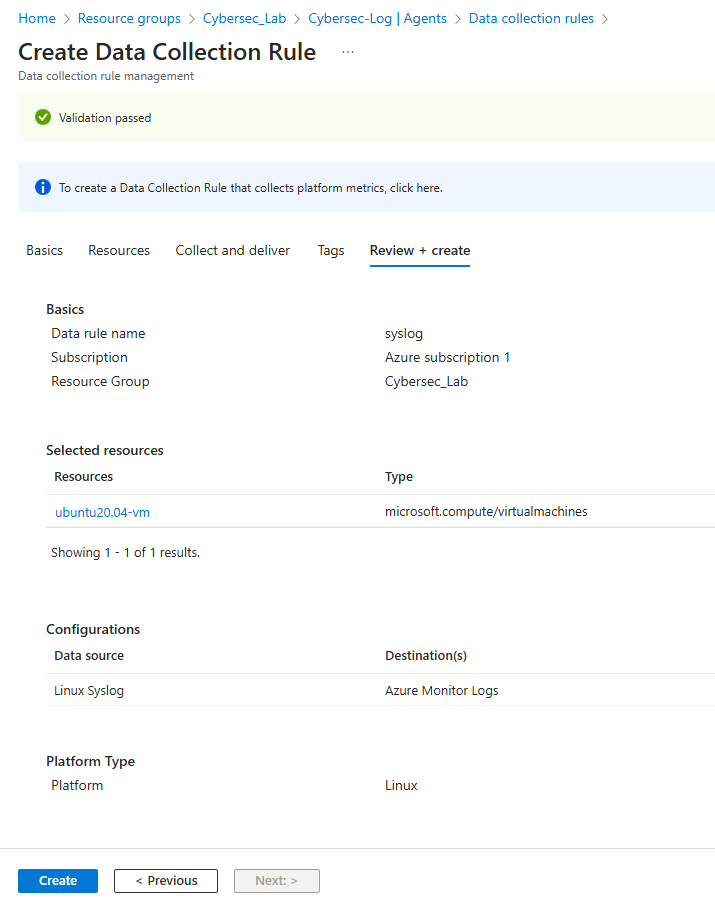 Home > Resource groups > Cybersec_Lab > Cybersec-Log | Agents > Data collection rules >
Create Data Collection Rule ...
Data collection rule management
Validation passed
To create a Data Collection Rule that collects platform metrics, click here.
Basics Resources Collect and deliver Tags Review + create
Basics
Data rule name syslog
Subscription Azure subscription 1
Resource Group Cybersec_Lab
Selected resources
Resources Type
ubuntu20.04-vm microsoft.compute/virtualmachines
Showing 1 - 1 of 1 results.
Configurations
Data source Destination(s)
Linux Syslog Azure Monitor Logs
Platform Type
Platform Linux
Create < Previous Next: >